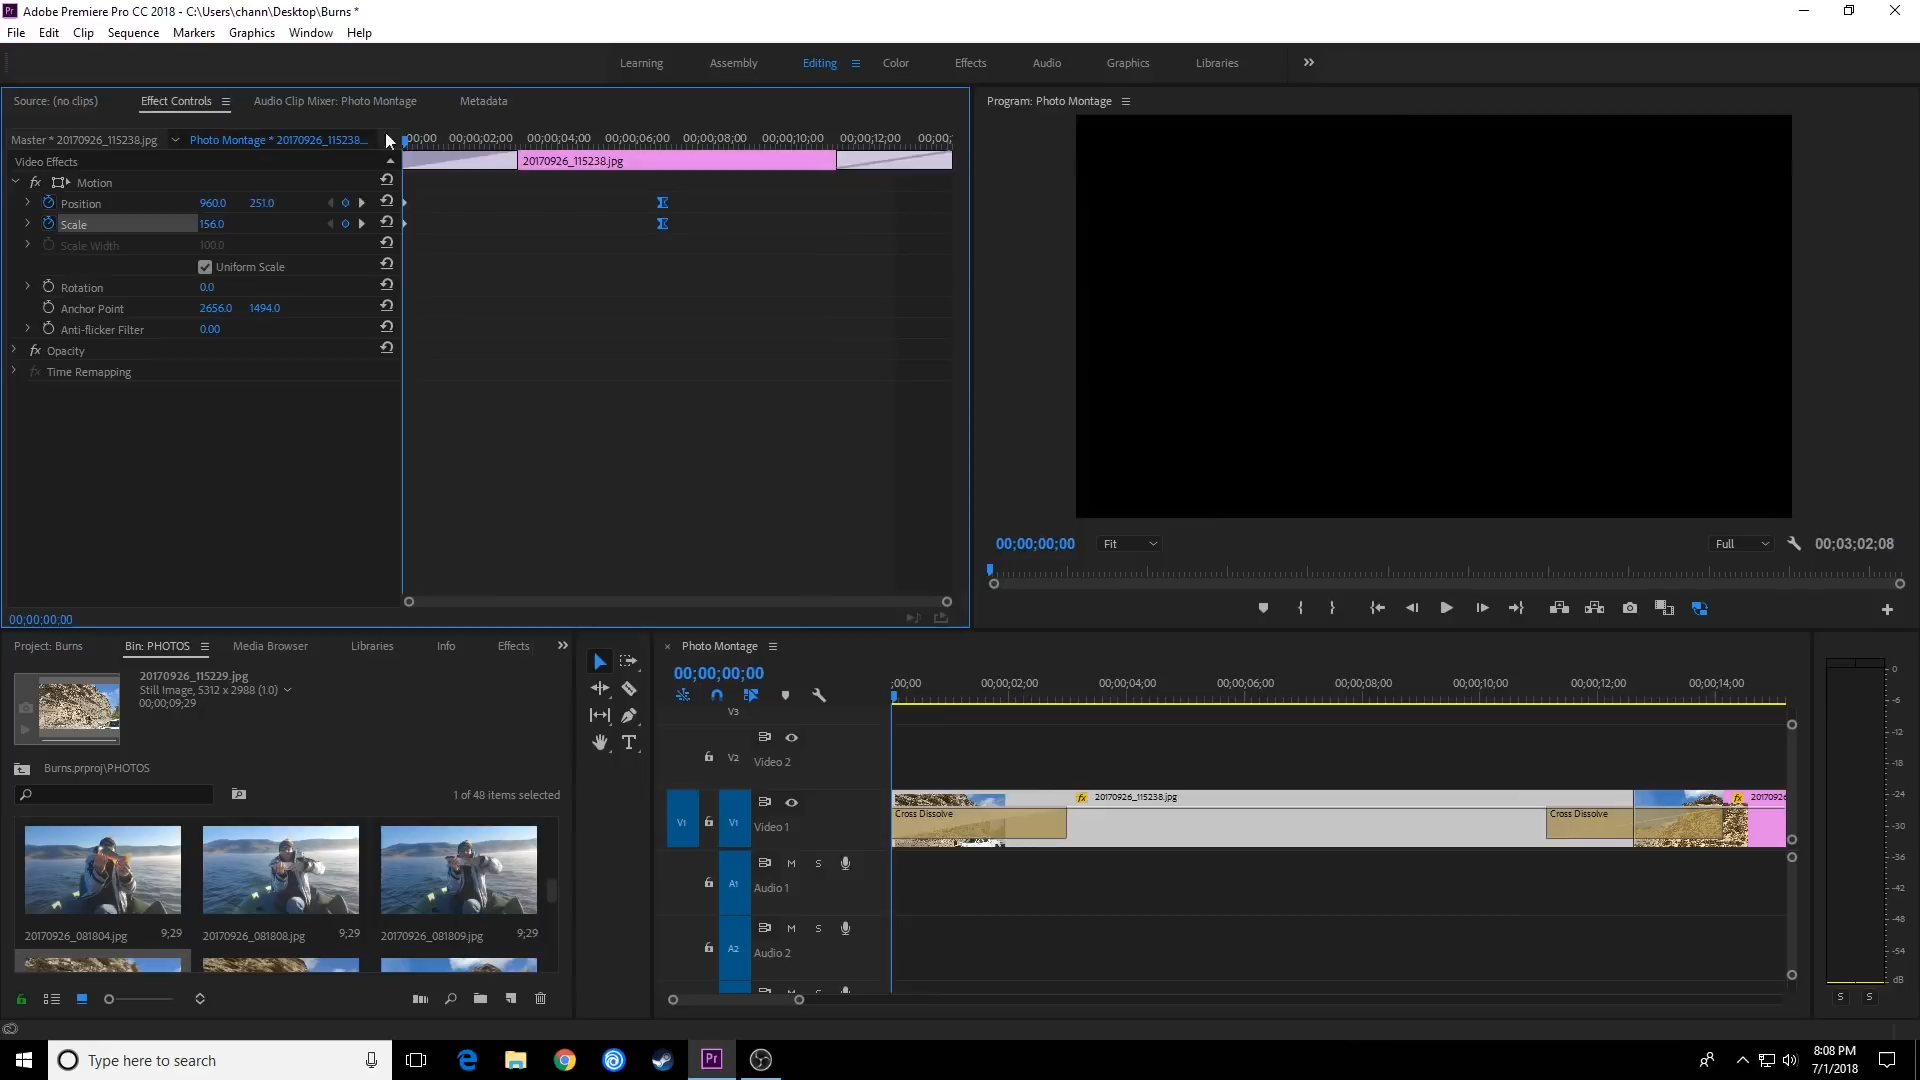 Adobe Premiere Pro CC 2018 - C:\Users\chann\Desktop\Burns *
File Edit Clip Sequence Markers Graphics Window Help
Learning Assembly Editing Color Effects Audio Graphics Libraries
Source: (no clips) Effect Controls Audio Clip Mixer: Photo Montage Metadata
Program: Photo Montage
Master * 20170926_115238.jpg Photo Montage * 20170926_115238...
00;00 00;00;02;00 00;00;04;00 00;00;06;00 00;00;08;00 00;00;10;00 00;00;12;00 00;00;
Video Effects
20170926_115238.jpg
fx Motion
Position 960.0 251.0
Scale 156.0
Scale Width 100.0
Uniform Scale
Rotation 0.0
Anchor Point 2656.0 1494.0
Anti-flicker Filter 0.00
fx Opacity
fx Time Remapping
00;00;00;00 Fit Full 00;03;02;08
00;00;00;00
Project: Burns Bin: PHOTOS Media Browser Libraries Info Effects
20170926_115229.jpg
Still Image, 5312 x 2988 (1.0)
00;00;09;29
Burns.prproj\PHOTOS
1 of 48 items selected
20170926_081804.jpg 9;29
20170926_081808.jpg 9;29
20170926_081809.jpg 9;29
× Photo Montage
00;00;00;00
;00;00 00;00;02;00 00;00;04;00 00;00;06;00 00;00;08;00 00;00;10;00 00;00;12;00 00;00;14;00
V3
V2 Video 2
V1 V1 Video 1
fx 20170926_115238.jpg
fx 2017092
Cross Dissolve
Cross Dissolve
M S
A1 Audio 1
M S
A2 Audio 2
0
-6
-12
-18
-24
-30
-36
-42
-48
-54
dB
S S
Type here to search
Pr
8:08 PM
7/1/2018